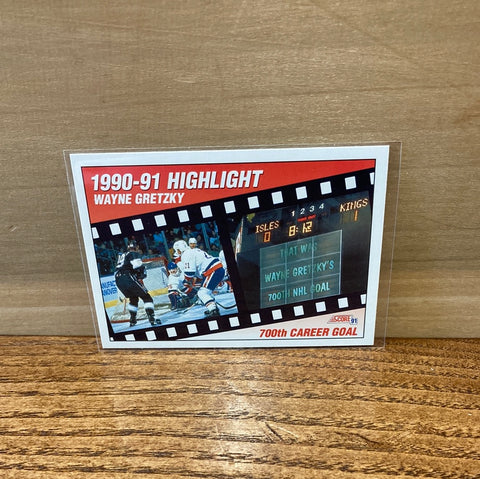 1990-91 HIGHLIGHT
WAYNE GRETZKY
1 2 3 4
ISLES
KINGS
0
8:12
1
THAT WAS
WAYNE GRETZKY'S
700TH NHL GOAL
SCORE 91
700th CAREER GOAL